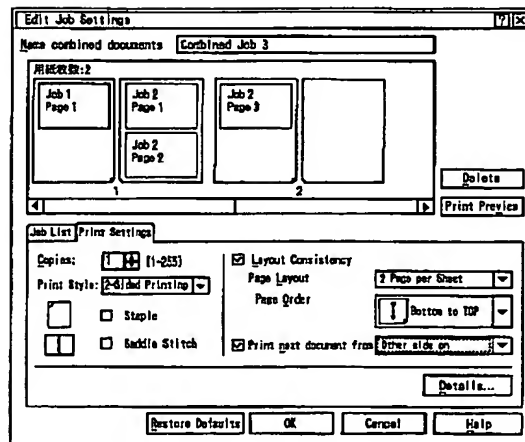 Edit Job Settings
Name combined documents Combined Job 3
用紙枚数:2
Job 1
Page 1
Job 2
Page 1
Job 2
Page 2
Job 2
Page 3
1
2
Delete
Print Preview
Job List
Print Settings
Copies: 1 (1-255)
Print Style: 2-Sided Printing
Staple
Saddle Stitch
Layout Consistency
Page Layout 2 Page per Sheet
Page Order Bottom to TOP
Print next document from Other side on
Details...
Restore Defaults OK Cancel Help